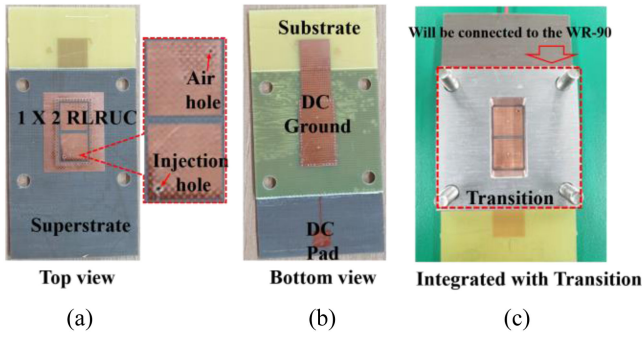 1 X 2 RLRUC
Air
hole
Injection
hole
Superstrate
Top view
(a)
Substrate
DC
Ground
DC
Pad
Bottom view
(b)
Will be connected to the WR-90
Transition
Integrated with Transition
(c)